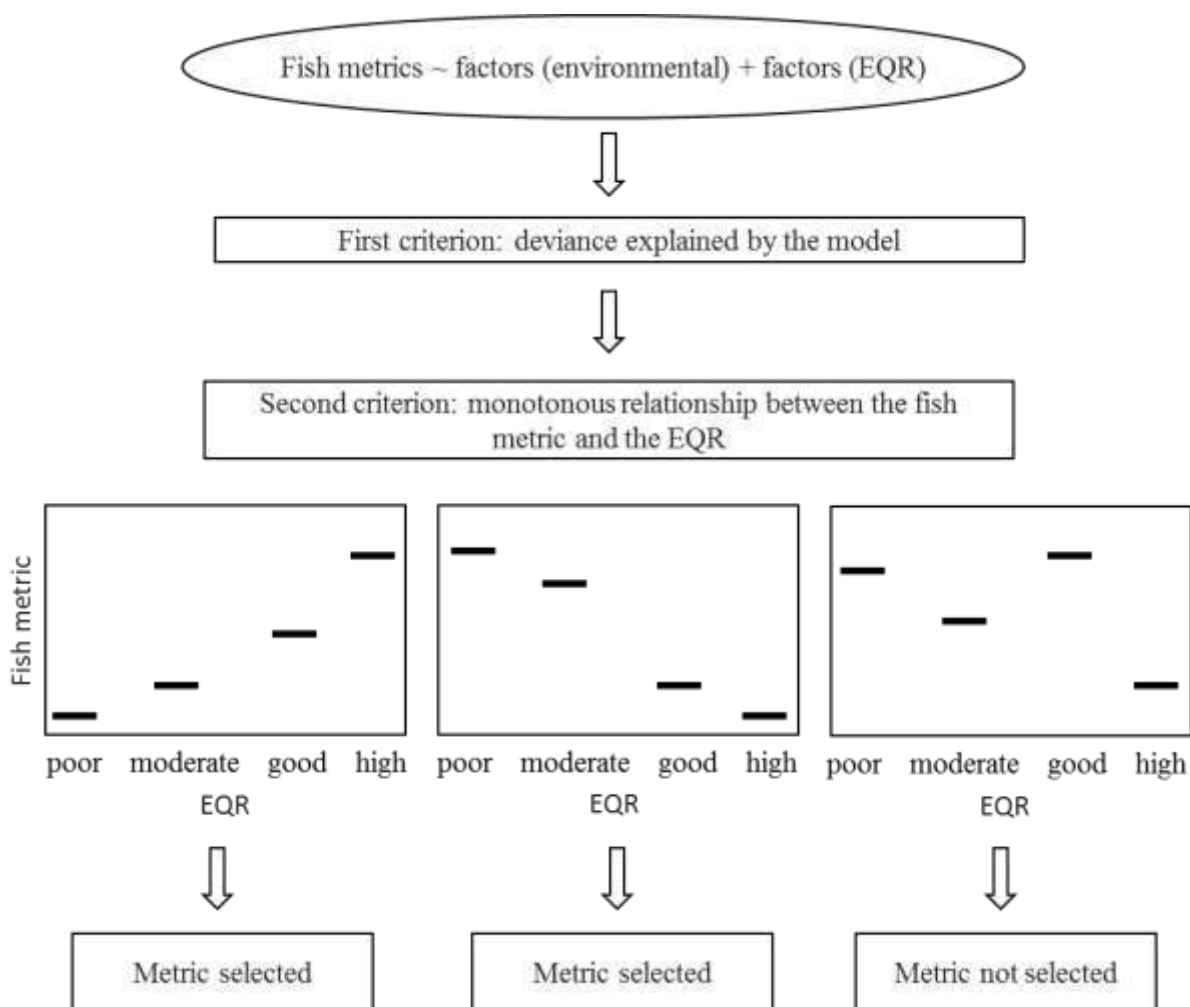 Fish metrics ~ factors (environmental) + factors (EQR)
First criterion: deviance explained by the model
Second criterion: monotonous relationship between the fish
metric and the EQR
Fish metric
poor moderate good high
EQR
poor moderate good high
EQR
poor moderate good high
EQR
Metric selected
Metric selected
Metric not selected